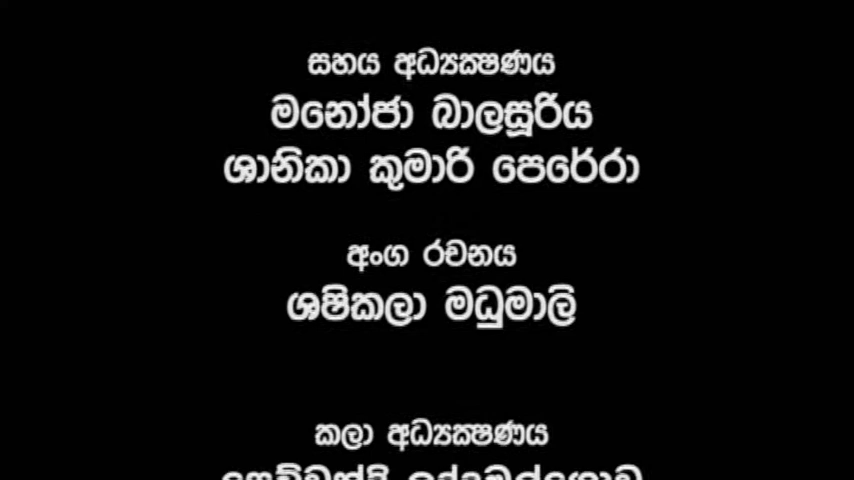 සහය අධ්‍යක්ෂණය
මනෝජා බාලසූරිය
ශානිකා කුමාරි පෙරේරා
අංග රචනය
ශෂිකලා මධුමාලි
කලා අධ්‍යක්ෂණය